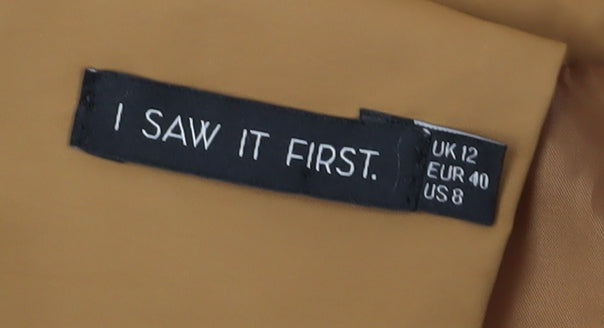 I SAW IT FIRST.
UK 12
EUR 40
US 8